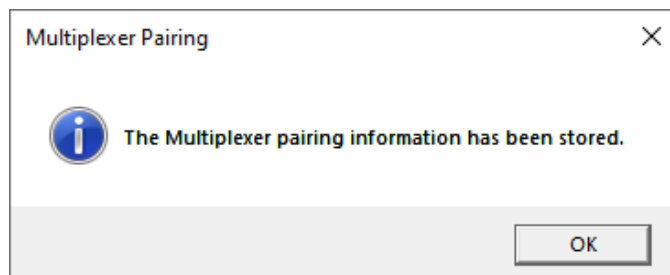 Multiplexer Pairing
The Multiplexer pairing information has been stored.
OK